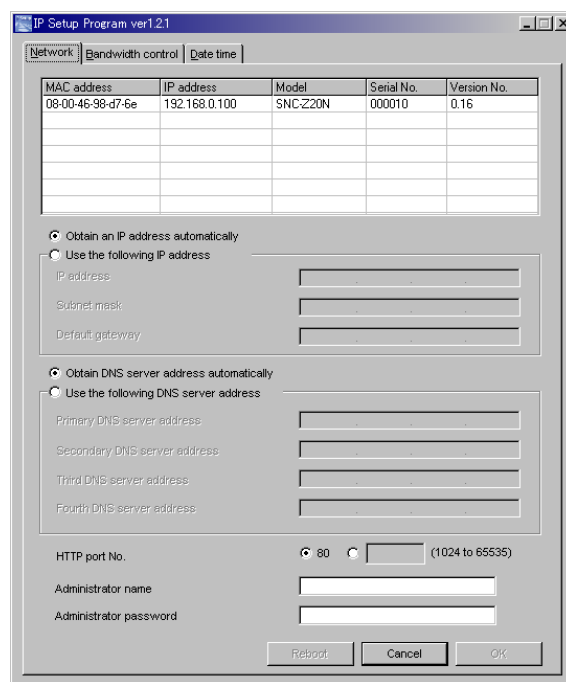 IP Setup Program ver1.2.1
Network Bandwidth control Date time
MAC address IP address Model Serial No. Version No.
08-00-46-98-d7-6e 192.168.0.100 SNC-Z20N 000010 0.16
Obtain an IP address automatically
Use the following IP address
IP address
Subnet mask
Default gateway
Obtain DNS server address automatically
Use the following DNS server address
Primary DNS server address
Secondary DNS server address
Third DNS server address
Fourth DNS server address
HTTP port No. 80 (1024 to 65535)
Administrator name
Administrator password
Reboot Cancel OK